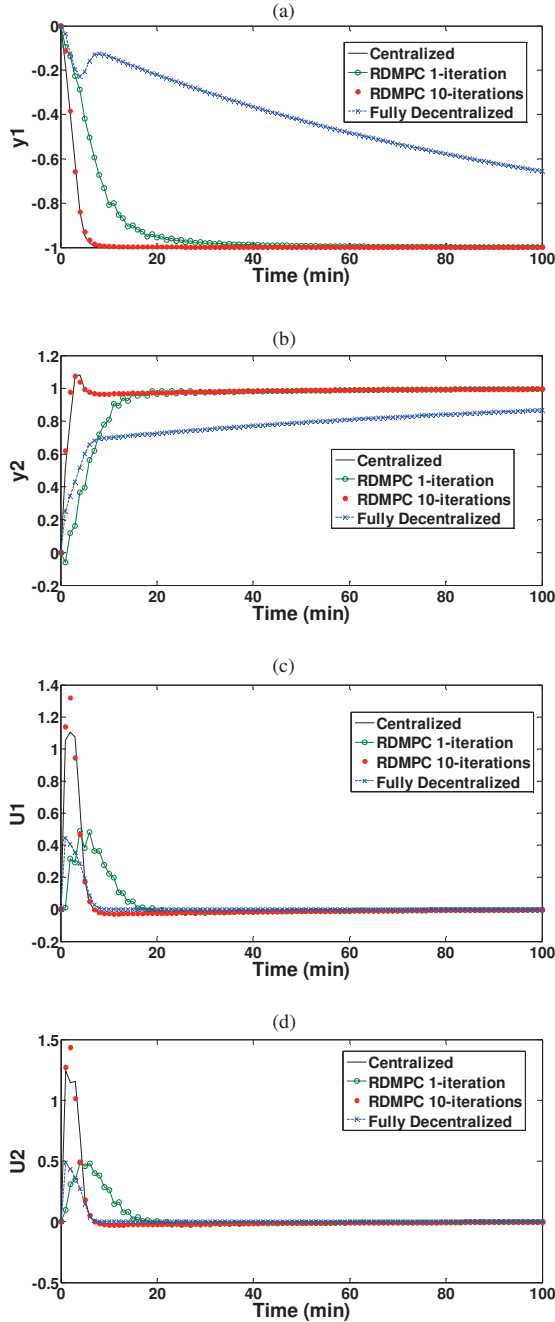 (a)
0
-0.2
-0.4
-0.6
-0.8
-1
y1
Centralized
RDMPC 1-iteration
RDMPC 10-iterations
Fully Decentralized
0 20 40 60 80 100
Time (min)
(b)
1.2
1
0.8
0.6
0.4
0.2
0
-0.2
y2
Centralized
RDMPC 1-iteration
RDMPC 10-iterations
Fully Decentralized
0 20 40 60 80 100
Time (min)
(c)
1.4
1.2
1
0.8
0.6
0.4
0.2
0
-0.2
U1
Centralized
RDMPC 1-iteration
RDMPC 10-iterations
Fully Decentralized
0 20 40 60 80 100
Time (min)
(d)
1.5
1
0.5
0
-0.5
U2
Centralized
RDMPC 1-iteration
RDMPC 10-iterations
Fully Decentralized
0 20 40 60 80 100
Time (min)